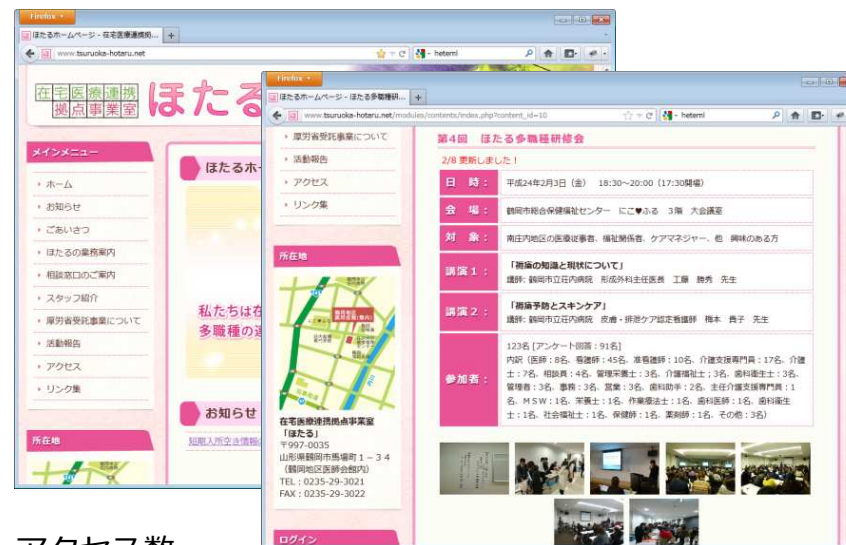 Firefox
ほたるホームページ - 在宅医療連携拠...
www.tsuruoka-hotaru.net
heteml
在宅医療連携
拠点事業室
ほたる
メインメニュー
ホーム
お知らせ
ごあいさつ
ほたるの業務案内
相談窓口のご案内
スタッフ紹介
厚労省受託事業について
活動報告
アクセス
リンク集
所在地
ほたるホー
私たちは在
多職種の連
お知らせ
短期入所空き情報の
Firefox
ほたるホームページ - ほたる多職種研...
www.tsuruoka-hotaru.net/modules/contents/index.php?content_id=10
heteml
厚労省受託事業について
活動報告
アクセス
リンク集
所在地
在宅医療連携拠点事業室
「ほたる」
〒997-0035
山形県鶴岡市馬場町1-34
(鶴岡地区医師会館内)
TEL:0235-29-3021
FAX:0235-29-3022
ログイン
第4回 ほたる多職種研修会
2/8 更新しました!
日 時: 平成24年2月3日(金) 18:30~20:00(17:30開場)
会 場: 鶴岡市総合保健福祉センター にこ♥ふる 3階 大会議室
対 象: 南庄内地区の医療従事者、福祉関係者、ケアマネジャー、他 興味のある方
講演1: 「褥瘡の知識と現状について」
講師: 鶴岡市立荘内病院 形成外科主任医長 工藤 勝秀 先生
講演2: 「褥瘡予防とスキンケア」
講師: 鶴岡市立荘内病院 皮膚・排泄ケア認定看護師 梅本 貴子 先生
参加者: 123名 [アンケート回答:91名]
内訳(医師:8名、看護師:45名、准看護師:10名、介護支援専門員:17名、介護
士:7名、相談員:4名、管理栄養士:3名、介護福祉士;3名、歯科衛生士:3名、
管理者:3名、事務:3名、営業:3名、歯科助手:2名、主任介護支援専門員:1
名、MSW:1名、栄養士:1名、作業療法士:1名、歯科医師:1名、歯科衛生
士:1名、社会福祉士:1名、保健師:1名、薬剤師:1名、その他:3名)
アクセス数